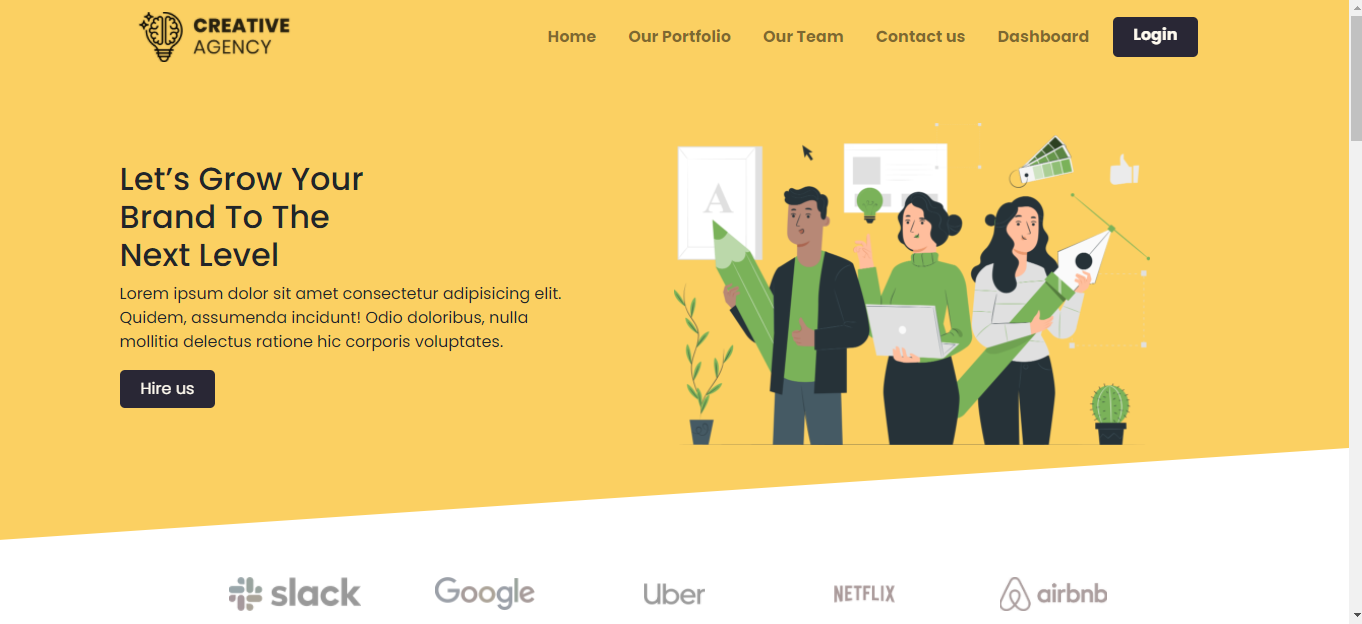 CREATIVE
AGENCY
Home
Our Portfolio
Our Team
Contact us
Dashboard
Login
Let’s Grow Your
Brand To The
Next Level
Lorem ipsum dolor sit amet consectetur adipisicing elit.
Quidem, assumenda incidunt! Odio doloribus, nulla
mollitia delectus ratione hic corporis voluptates.
Hire us
A
slack
Google
Uber
NETFLIX
airbnb